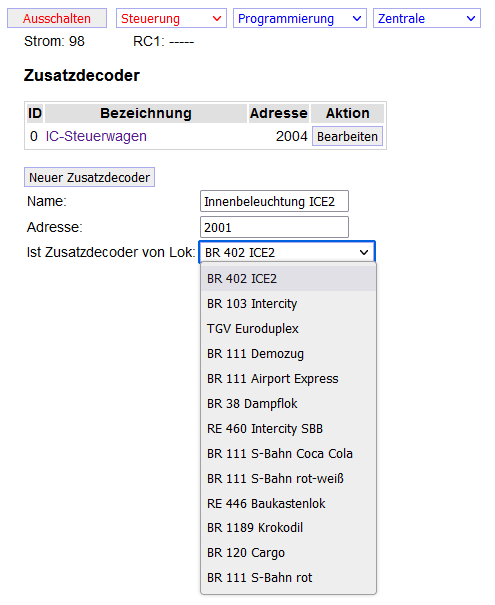 Ausschalten Steuerung Programmierung Zentrale
Strom: 98 RC1: -----
Zusatzdecoder
ID Bezeichnung Adresse Aktion
0 IC-Steuerwagen 2004 Bearbeiten
Neuer Zusatzdecoder
Name: Innenbeleuchtung ICE2
Adresse: 2001
Ist Zusatzdecoder von Lok: BR 402 ICE2
BR 402 ICE2
BR 103 Intercity
TGV Euroduplex
BR 111 Demozug
BR 111 Airport Express
BR 38 Dampflok
RE 460 Intercity SBB
BR 111 S-Bahn Coca Cola
BR 111 S-Bahn rot-weiß
RE 446 Baukastenlok
BR 1189 Krokodil
BR 120 Cargo
BR 111 S-Bahn rot